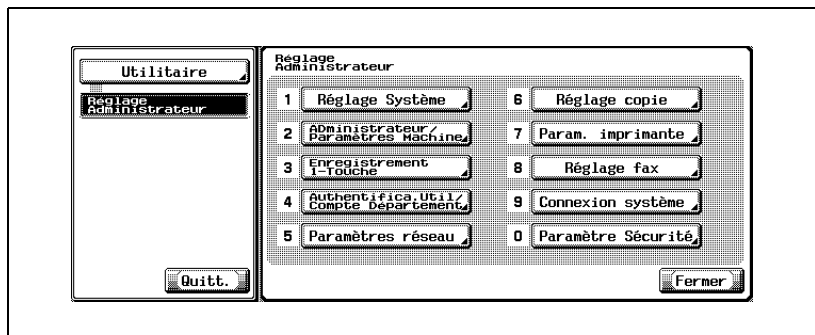 Utilitaire
Réglage
Administrateur
Quitt.
Réglage
Administrateur
1 Réglage Système
2 ADministrateur/
Paramètres Machine
3 Enregistrement
1-Touche
4 Authentifica.Util/
Compte Département
5 Paramètres réseau
6 Réglage copie
7 Param. imprimante
8 Réglage fax
9 Connexion système
0 Paramètre Sécurité
Fermer